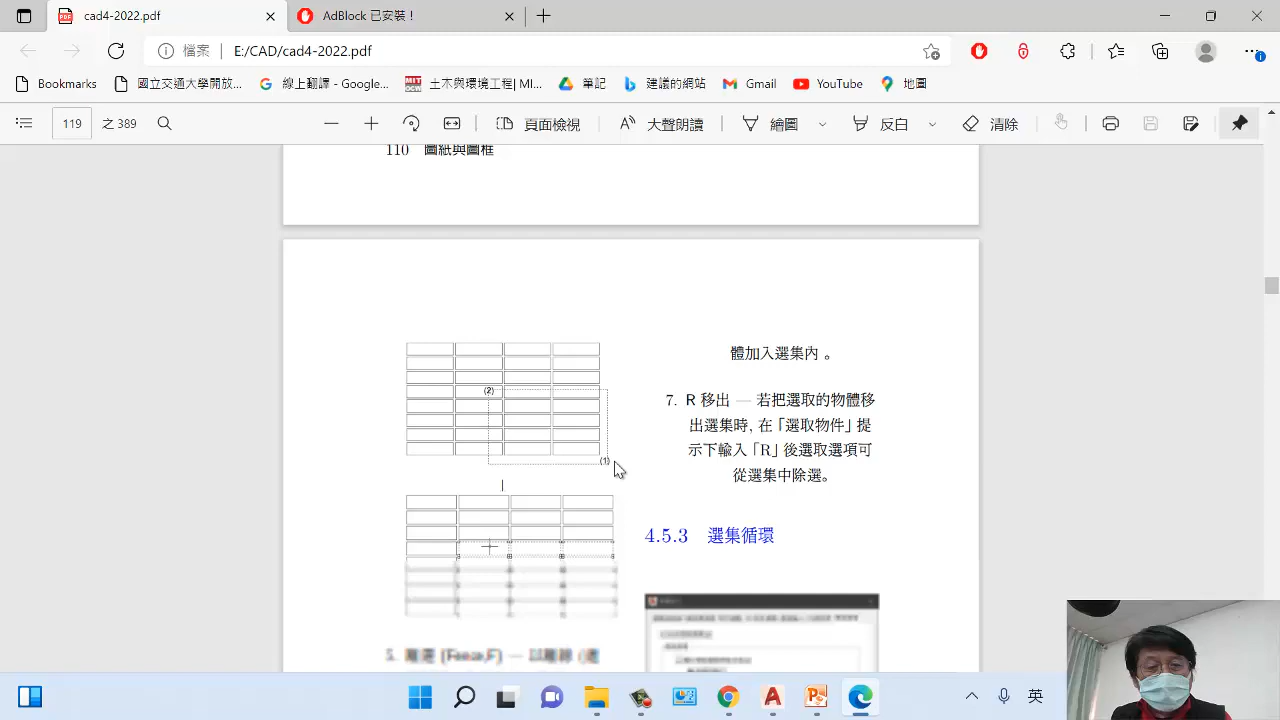 cad4-2022.pdf
AdBlock 已安裝！
檔案
E:/CAD/cad4-2022.pdf
Bookmarks
國立交通大學開放...
線上翻譯 - Google...
土木與環境工程| MI...
筆記
建議的網站
Gmail
YouTube
地圖
119 之 389
頁面檢視
大聲朗讀
繪圖
反白
清除
110 圖紙與圖框
(2)
(1)
體加入選集內。
7. R 移出 — 若把選取的物體移
出選集時, 在「選取物件」提
示下輸入「R」後選取選項可
從選集中除選。
4.5.3 選集循環
英